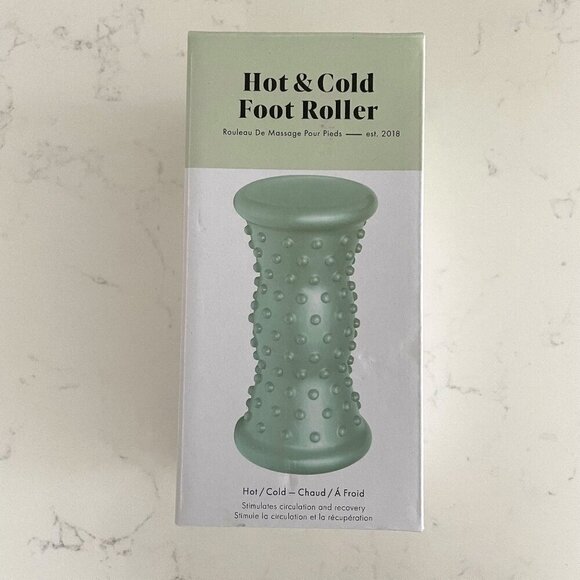 Hot & Cold
Foot Roller
Rouleau De Massage Pour Pieds — est. 2018
Hot / Cold – Chaud / Á Froid
Stimulates circulation and recovery
Stimule la circulation et la récupération